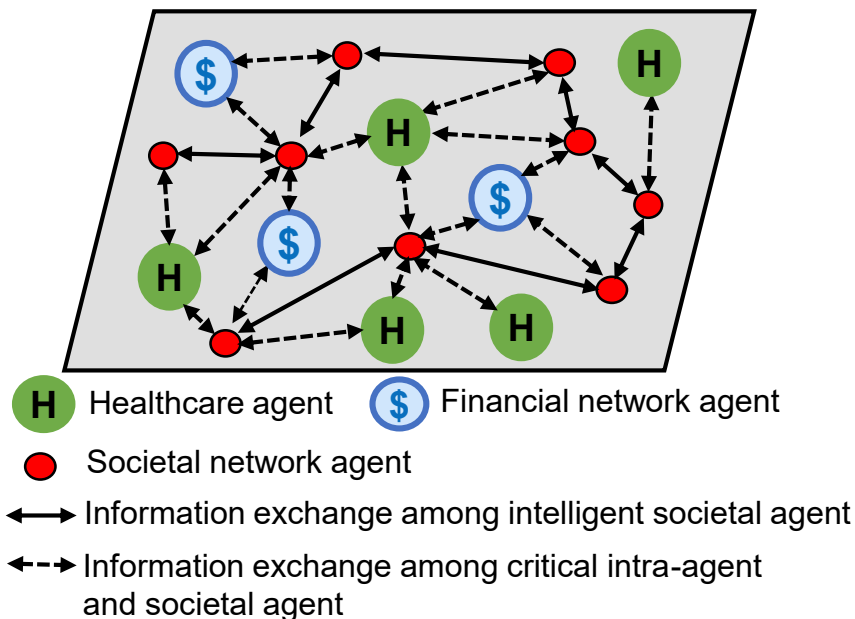 $
H
H
$
H
$
H
H
H Healthcare agent $ Financial network agent
Societal network agent
Information exchange among intelligent societal agent
Information exchange among critical intra-agent
and societal agent